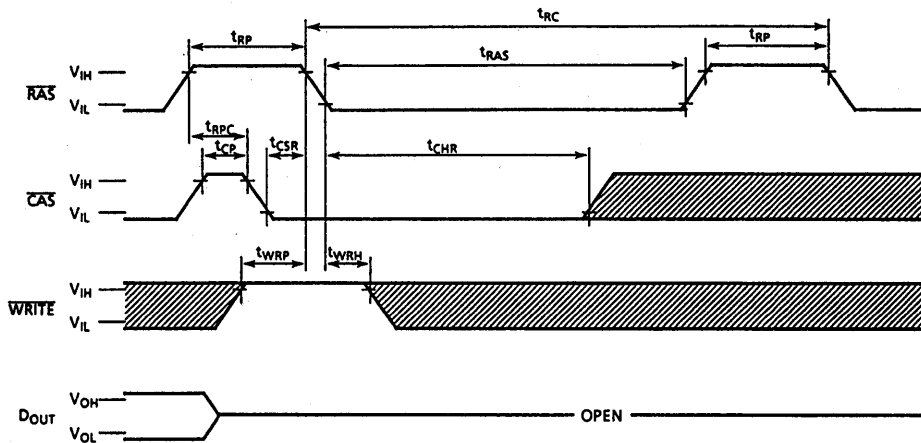 tRC
tRP
tRAS
tRP
RAS
VIH
VIL
tRPC
tCP
tCSR
tCHR
CAS
VIH
VIL
tWRP
tWRH
WRITE
VIH
VIL
DOUT
VOH
VOL
OPEN